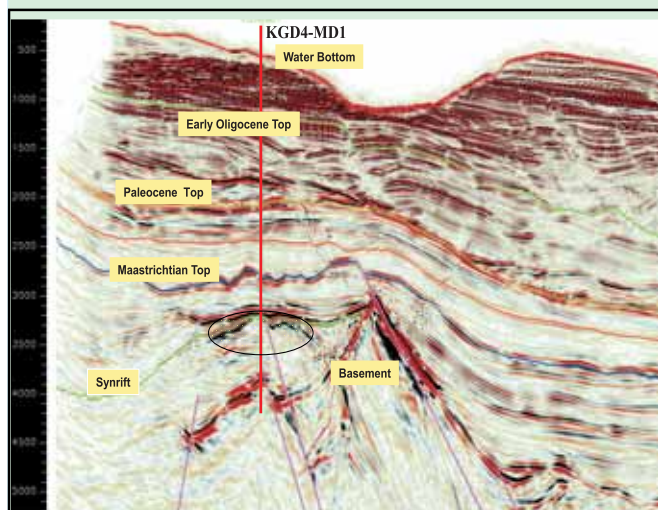 KGD4-MD1
Water Bottom
500
1000
Early Oligocene Top
1500
Paleocene Top
2000
2500
Maastrichtian Top
3000
3500
Synrift
Basement
4000
4500
5000